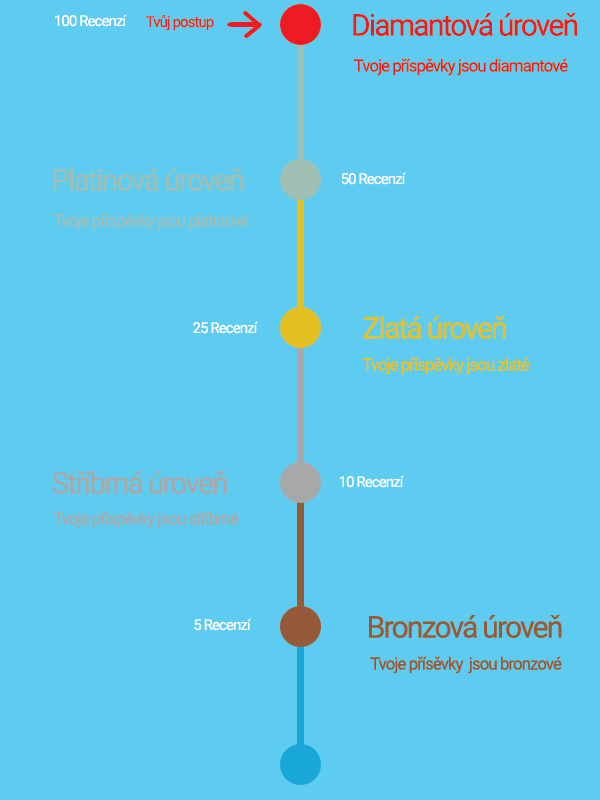 100 Recenzí
Tvůj postup
Diamantová úroveň
Tvoje příspěvky jsou diamantové
Platinová úroveň
Tvoje příspěvky jsou platinové
50 Recenzí
25 Recenzí
Zlatá úroveň
Tvoje příspěvky jsou zlaté
Stříbrná úroveň
Tvoje příspěvky jsou stříbrné
10 Recenzí
5 Recenzí
Bronzová úroveň
Tvoje přísěvky jsou bronzové